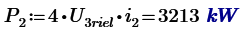 P₂ := 4 • U₃ᵣᵢₑₗ • i₂ = 3213 kW